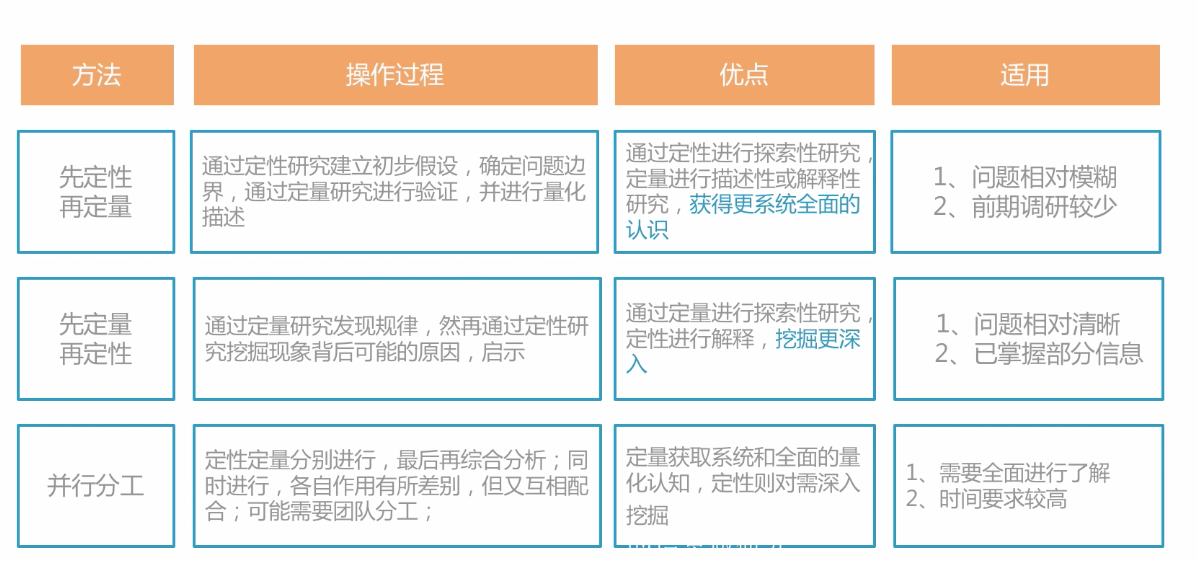 方法
操作过程
优点
适用
先定性
再定量
通过定性研究建立初步假设，确定问题边
界，通过定量研究进行验证，并进行量化
描述
通过定性进行探索性研究，
定量进行描述性或解释性
研究，获得更系统全面的
认识
1、问题相对模糊
2、前期调研较少
先定量
再定性
通过定量研究发现规律，然再通过定性研
究挖掘现象背后可能的原因，启示
通过定量进行探索性研究，
定性进行解释，挖掘更深
入
1、问题相对清晰
2、已掌握部分信息
并行分工
定性定量分别进行，最后再综合分析；同
时进行，各自作用有所差别，但又互相配
合；可能需要团队分工；
定量获取系统和全面的量
化认知，定性则对需深入
挖掘
1、需要全面进行了解
2、时间要求较高